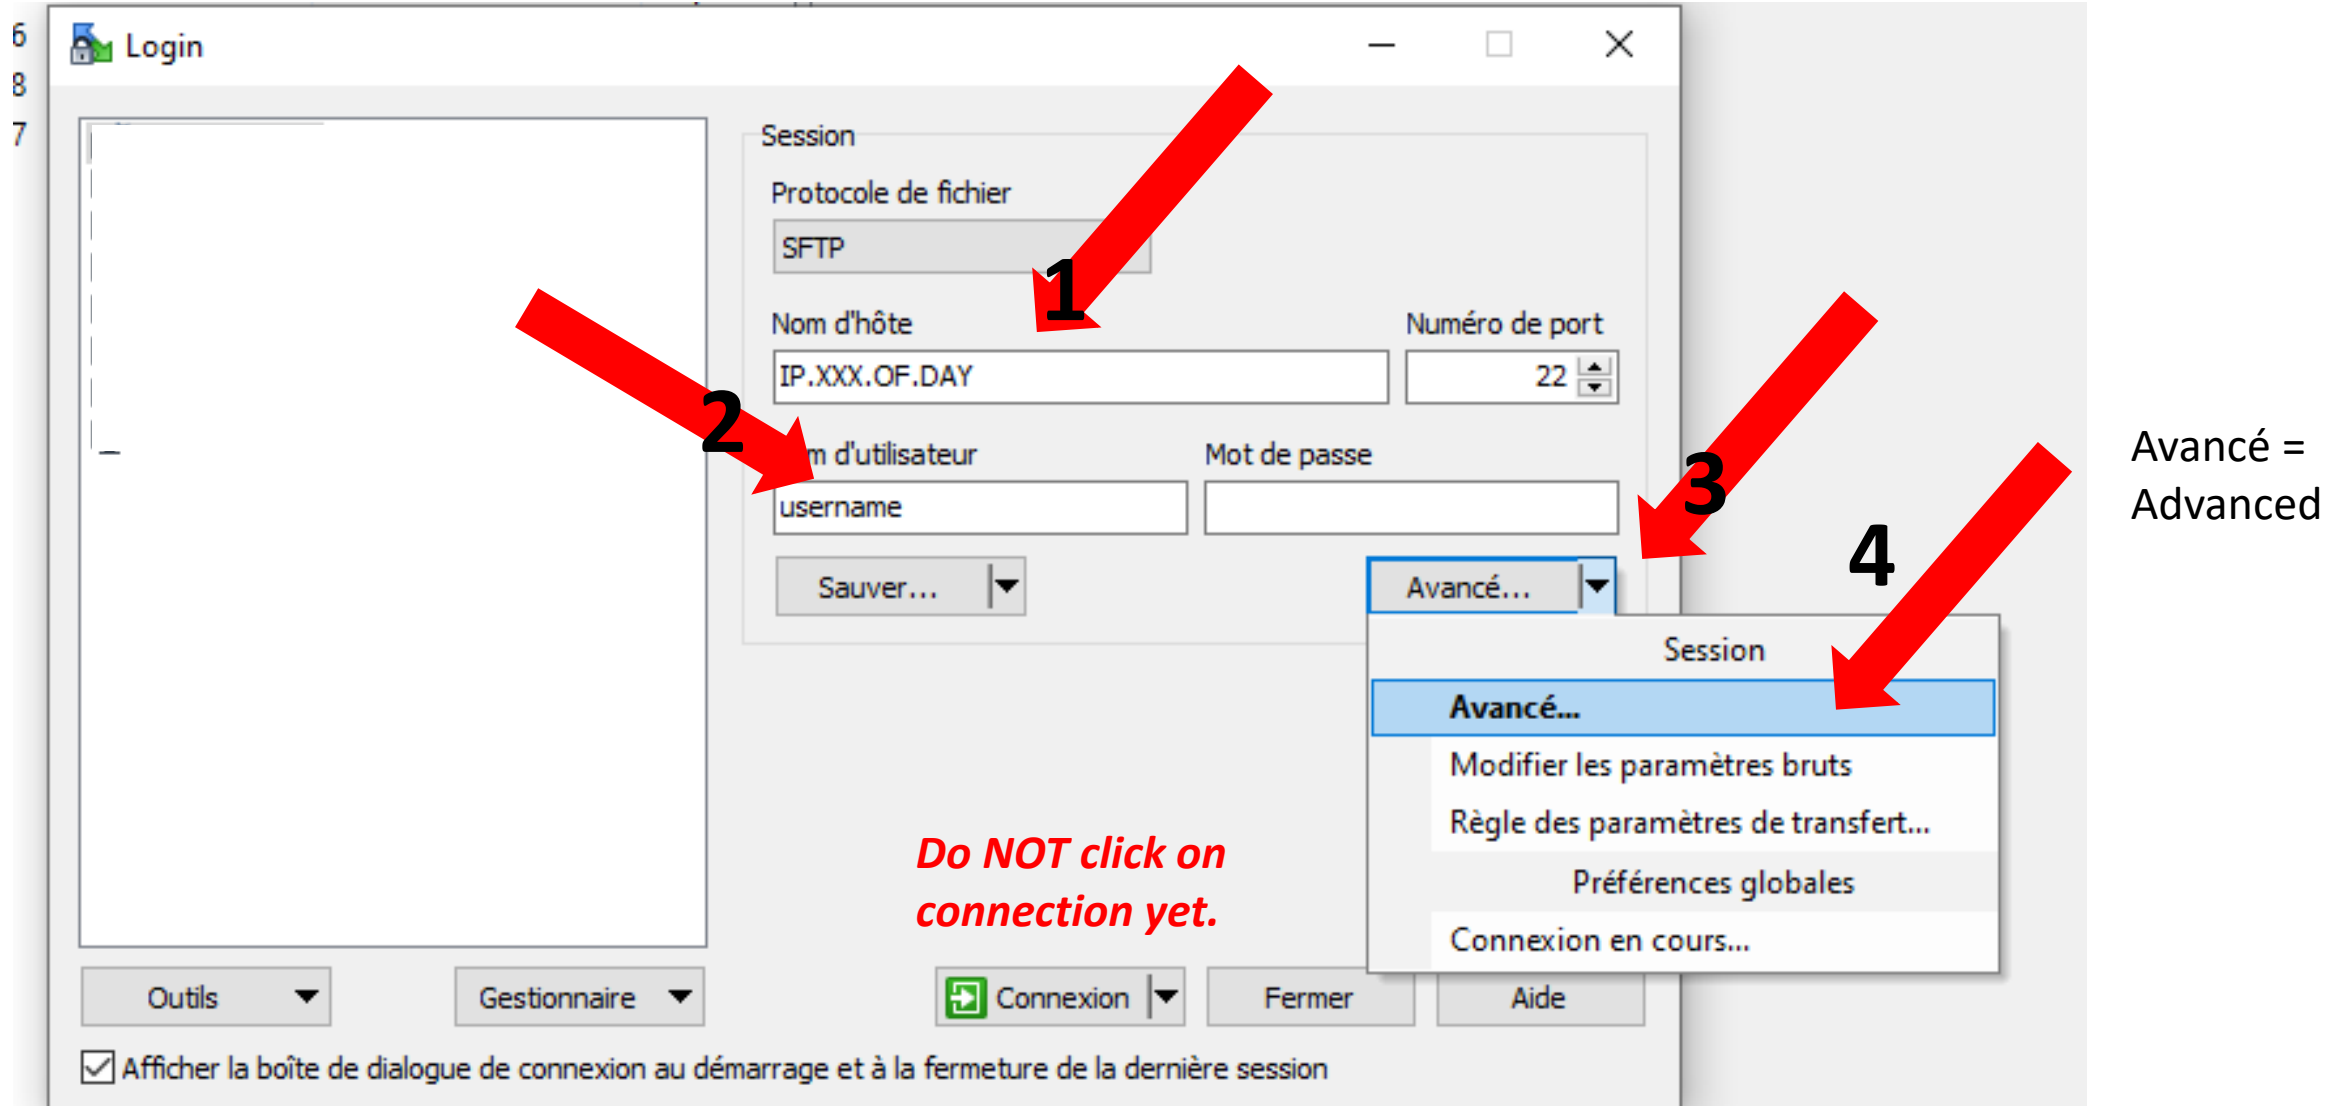 6
8
7
Login
Session
Protocole de fichier
SFTP
1
Nom d'hôte
Numéro de port
IP.XXX.OF.DAY
22
2
d'utilisateur
Mot de passe
3
username
Avancé =
Advanced
4
Sauver...
Avancé...
Session
Avancé...
Modifier les paramètres bruts
Règle des paramètres de transfert...
Préférences globales
Connexion en cours...
Do NOT click on
connection yet.
Outils
Gestionnaire
Connexion
Fermer
Aide
Afficher la boîte de dialogue de connexion au démarrage et à la fermeture de la dernière session